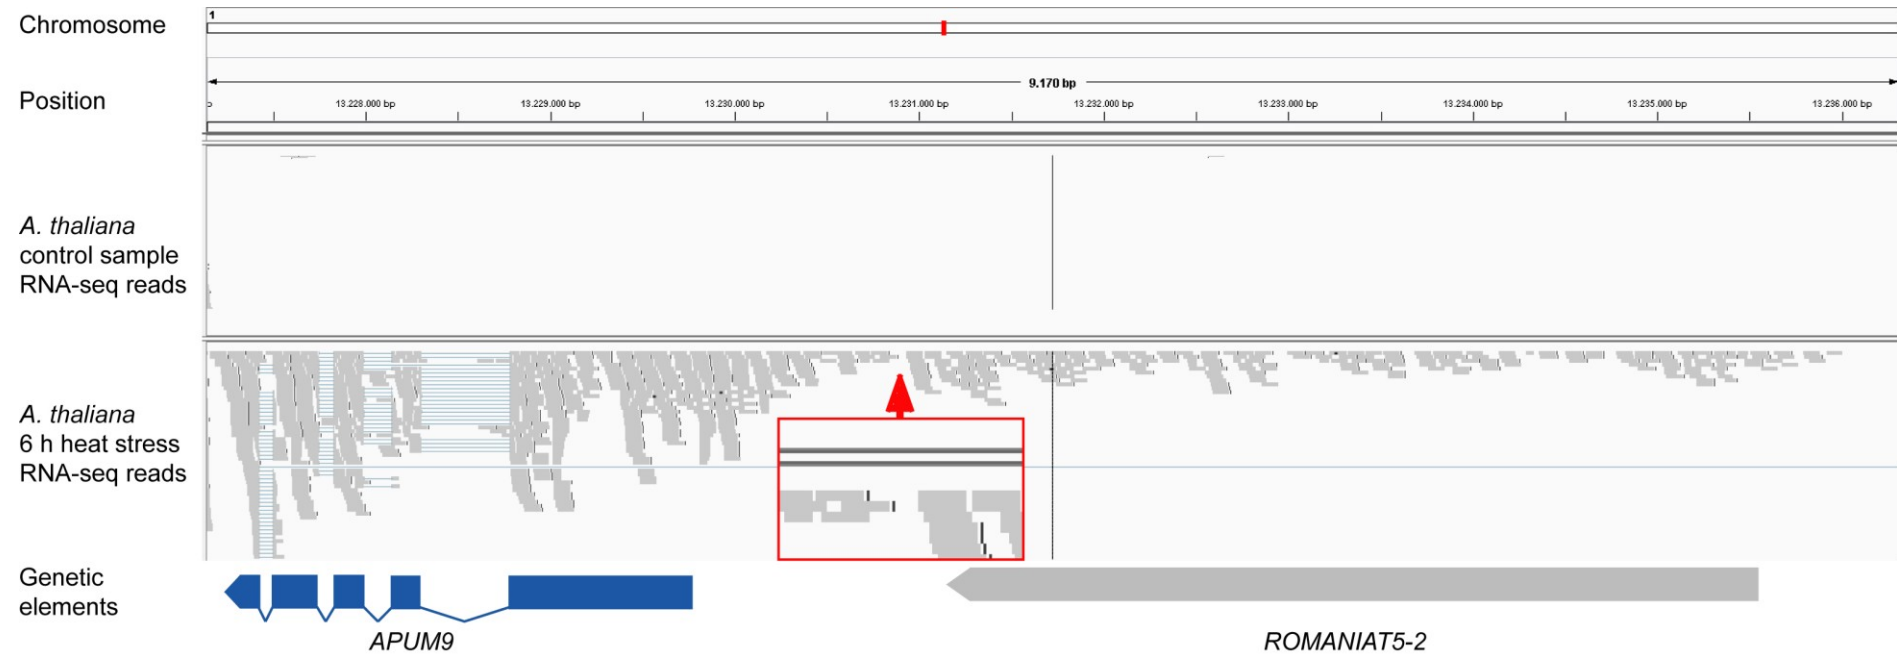 Chromosome
1
9.170 bp
Position
13.228.000 bp 13.229.000 bp 13.230.000 bp 13.231.000 bp 13.232.000 bp 13.233.000 bp 13.234.000 bp 13.235.000 bp 13.236.000 bp
A. thaliana
control sample
RNA-seq reads
A. thaliana
6 h heat stress
RNA-seq reads
Genetic
elements
APUM9
ROMANIAT5-2